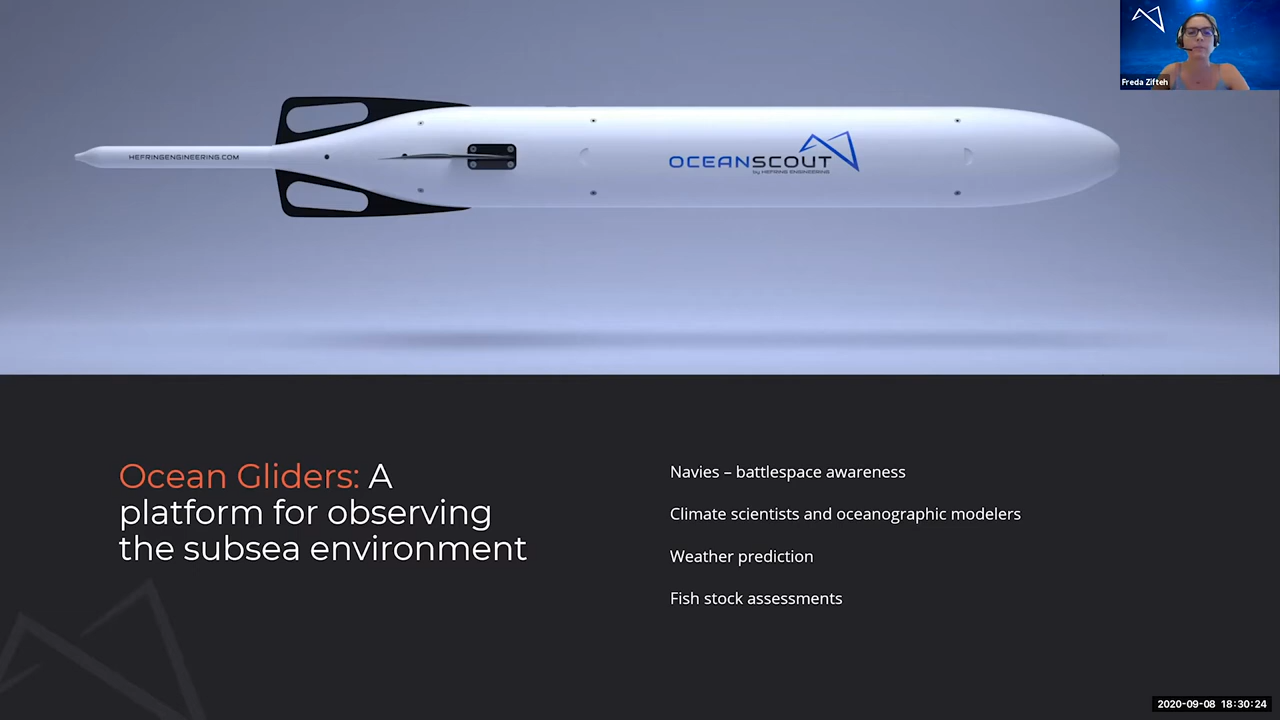 Freda Zifteh
HEFRINGENGINEERING.COM
OCEANSCOUT
by HEFRING ENGINEERING
Ocean Gliders: A
platform for observing
the subsea environment
Navies – battlespace awareness
Climate scientists and oceanographic modelers
Weather prediction
Fish stock assessments
2020-09-08 18:30:24